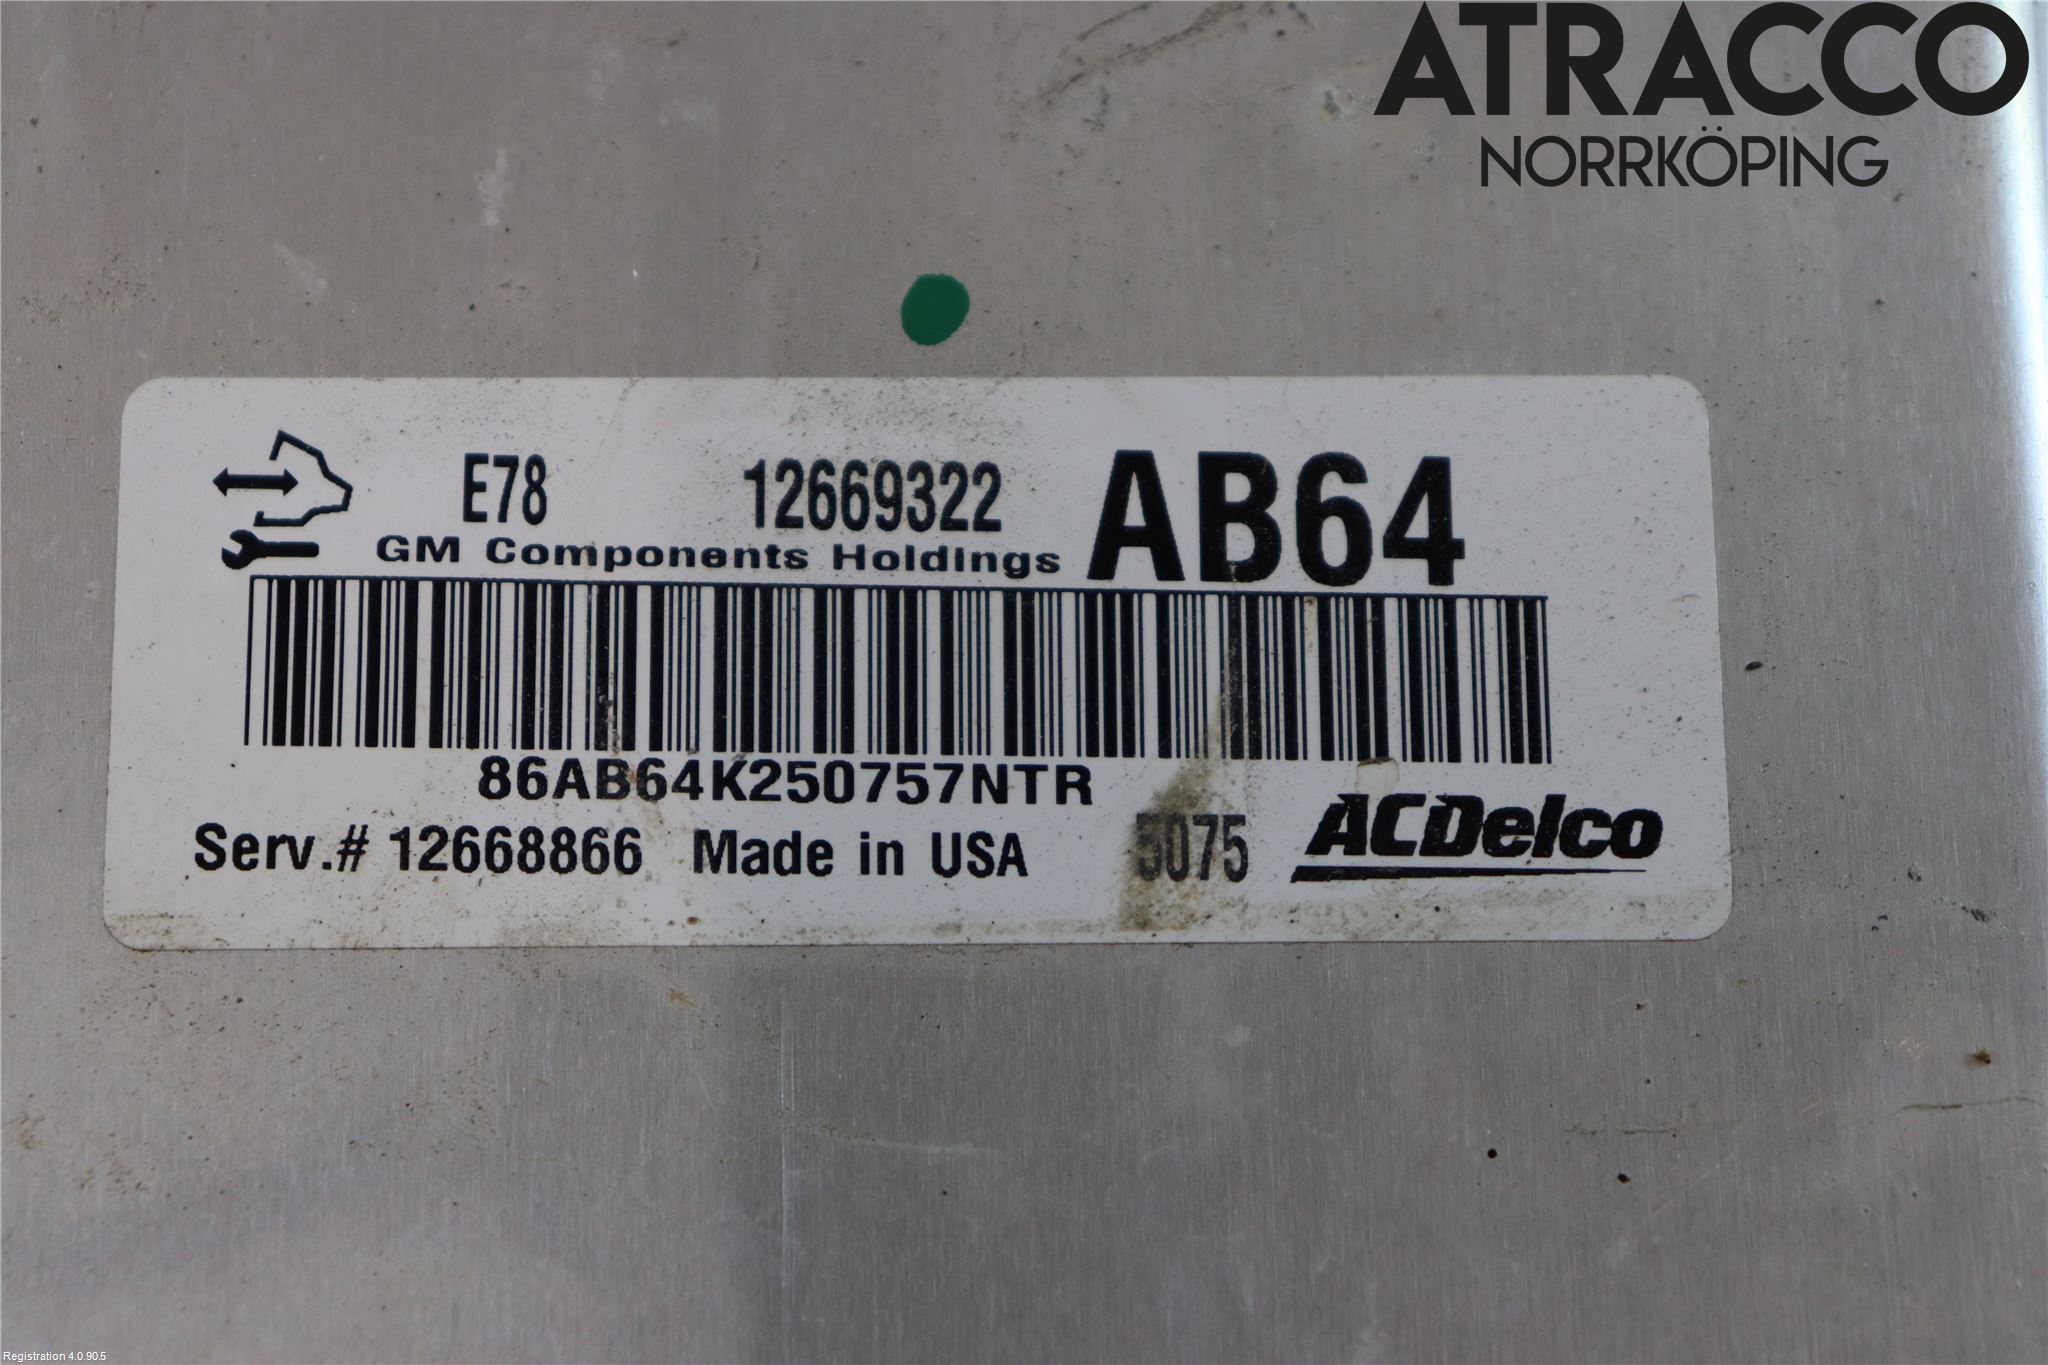 ATRACCO
NORRKÖPING
E78 12669322 AB64
GM Components Holdings
86AB64K250757NTR
Serv.# 12668866 Made in USA 5075 ACDelco
Registration 4.0.90.5